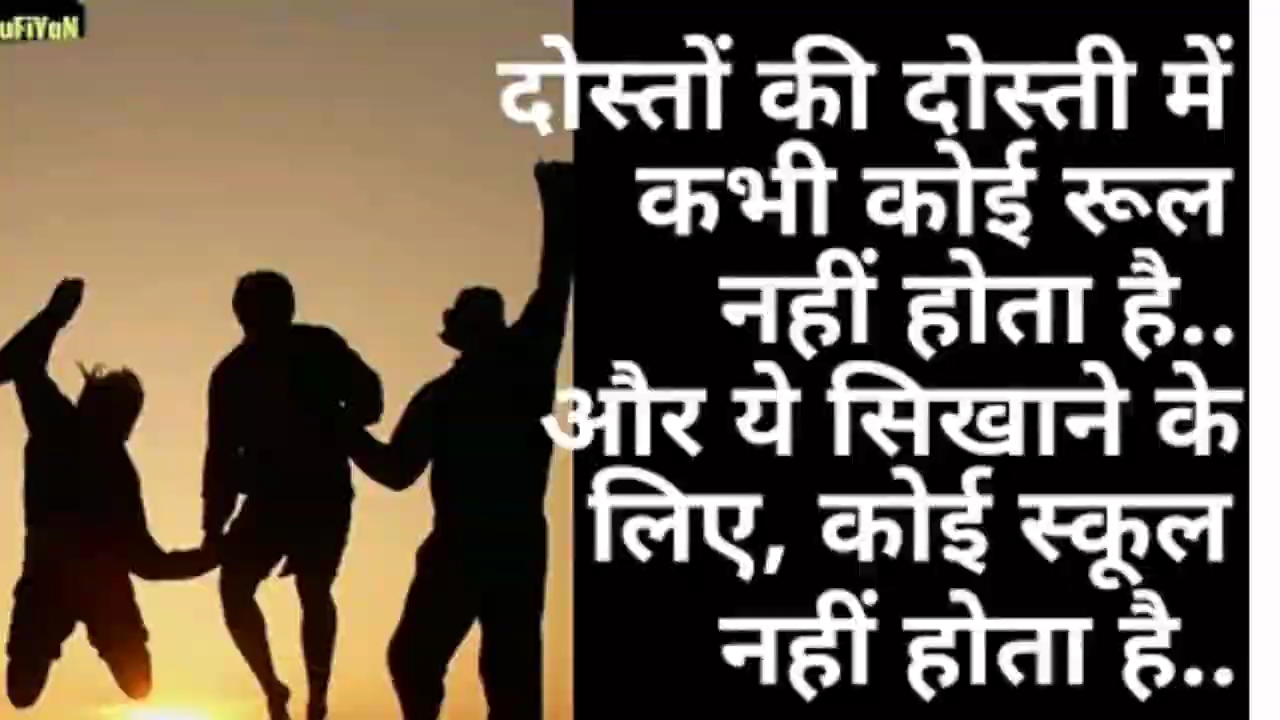 uFiYaN
दोस्तों की दोस्ती में
कभी कोई रूल
नहीं होता है..
और ये सिखाने के
लिए, कोई स्कूल
नहीं होता है..